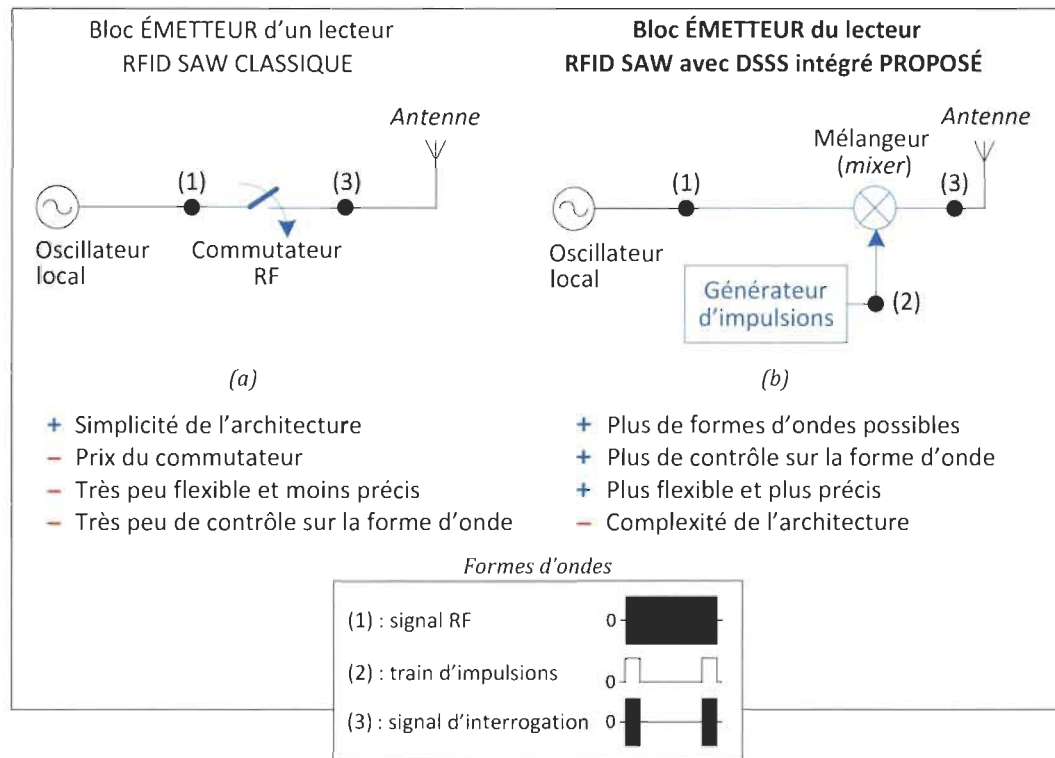 Bloc ÉMETTEUR d'un lecteur
RFID SAW CLASSIQUE
Antenne
(1)
(3)
Oscillateur
local
Commutateur
RF
(a)
+ Simplicité de l'architecture
– Prix du commutateur
– Très peu flexible et moins précis
– Très peu de contrôle sur la forme d'onde
Bloc ÉMETTEUR du lecteur
RFID SAW avec DSSS intégré PROPOSÉ
Antenne
Mélangeur
(mixer)
(1)
(3)
Oscillateur
local
Générateur
d'impulsions
(2)
(b)
+ Plus de formes d'ondes possibles
+ Plus de contrôle sur la forme d'onde
+ Plus flexible et plus précis
– Complexité de l'architecture
Formes d'ondes
(1) : signal RF 0
(2) : train d'impulsions 0
(3) : signal d'interrogation 0